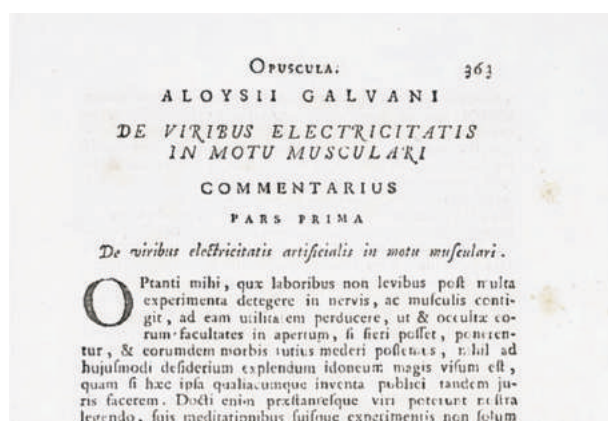 OPUSCULA. 363
ALOYSII GALVANI
DE VIRIBUS ELECTRICITATIS
IN MOTU MUSCULARI
COMMENTARIUS
PARS PRIMA
De viribus electricitatis artificialis in motu muſculari.
OPtanti mihi, quæ laboribus non levibus poſt multa
experimenta detegere in nervis, ac muſculis conti-
git, ad eam utilitatem perducere, ut & occultæ eo-
rum facultates in apertum, ſi fieri poſſet, poneren-
tur, & eorumdem morbis tutius mederi poſſemus, nihil ad
hujuſmodi deſiderium explendum idoneum magis viſum eſt,
quam ſi hæc ipſa qualiacumque inventa publici tandem ju-
ris facerem. Docti enim præſtanteſque viri poterunt noſtra
legendo, ſuis meditationibus ſuiſque experimentis non ſolum